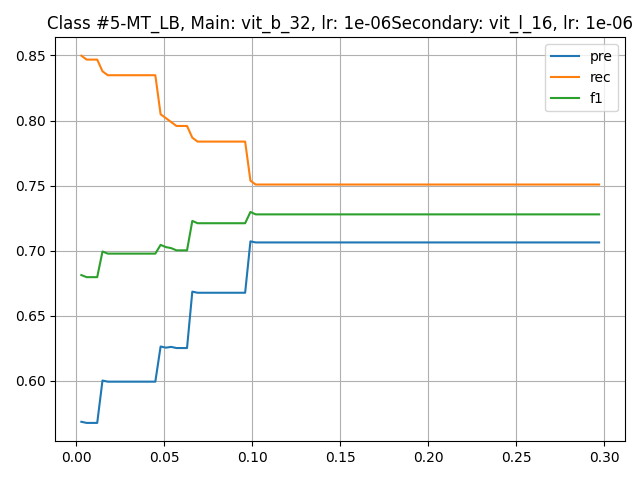 Class #5-MT_LB, Main: vit_b_32, lr: 1e-06Secondary: vit_l_16, lr: 1e-06
pre
rec
f1
0.85
0.80
0.75
0.70
0.65
0.60
0.00 0.05 0.10 0.15 0.20 0.25 0.30